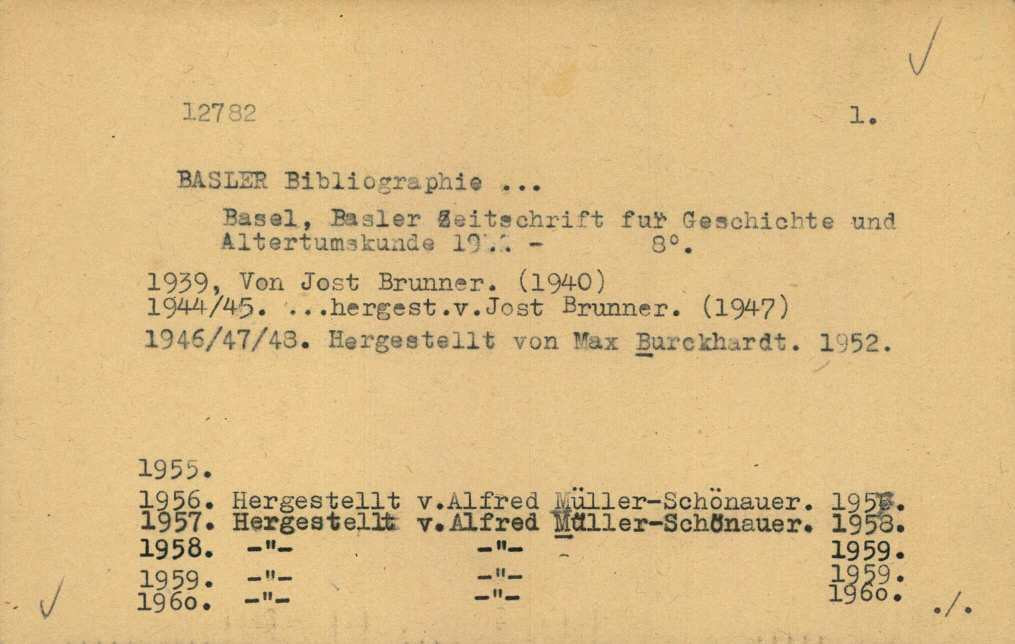 12782 1.
BASLER Bibliographie ...
Basel, Basler Zeitschrift fur Geschichte und
Altertumskunde - 8°.
1939, Von Jost Brunner. (1940)
1944/45. ...hergest.v.Jost Brunner. (1947)
1946/47/48. Hergestellt von Max Burckhardt. 1952.
1955.
1956. Hergestellt v.Alfred Müller-Schönauer.
1957. Hergestellt v.Alfred Müller-Schönauer. 1958.
1958. -"- -"- 1959.
1959. -"- -"- 1959.
1960. -"- -"- 1960. ./.